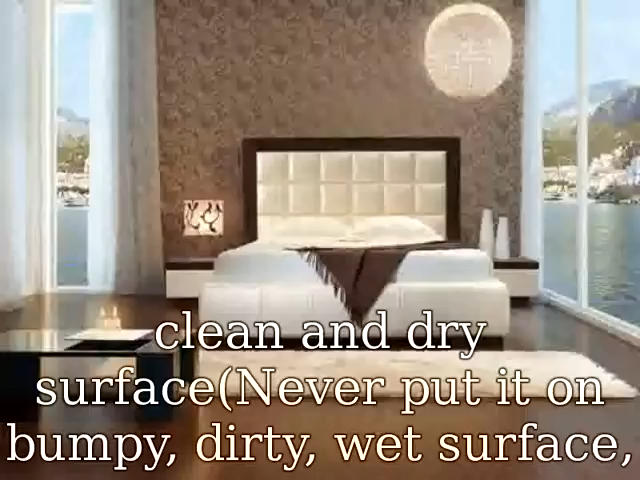 clean and dry
surface(Never put it on
bumpy, dirty, wet surface,